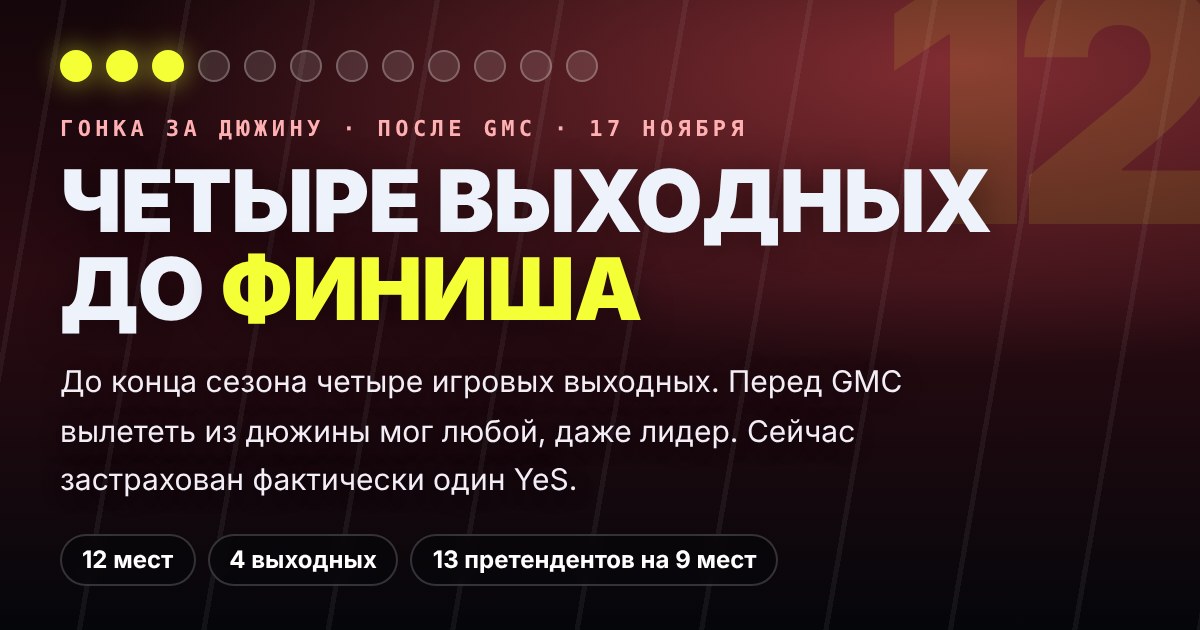 12
ГОНКА ЗА ДЮЖИНУ · ПОСЛЕ GMC · 17 НОЯБРЯ
ЧЕТЫРЕ ВЫХОДНЫХ
ДО ФИНИША
До конца сезона четыре игровых выходных. Перед GMC
вылететь из дюжины мог любой, даже лидер. Сейчас
застрахован фактически один YeS.
12 мест
4 выходных
13 претендентов на 9 мест